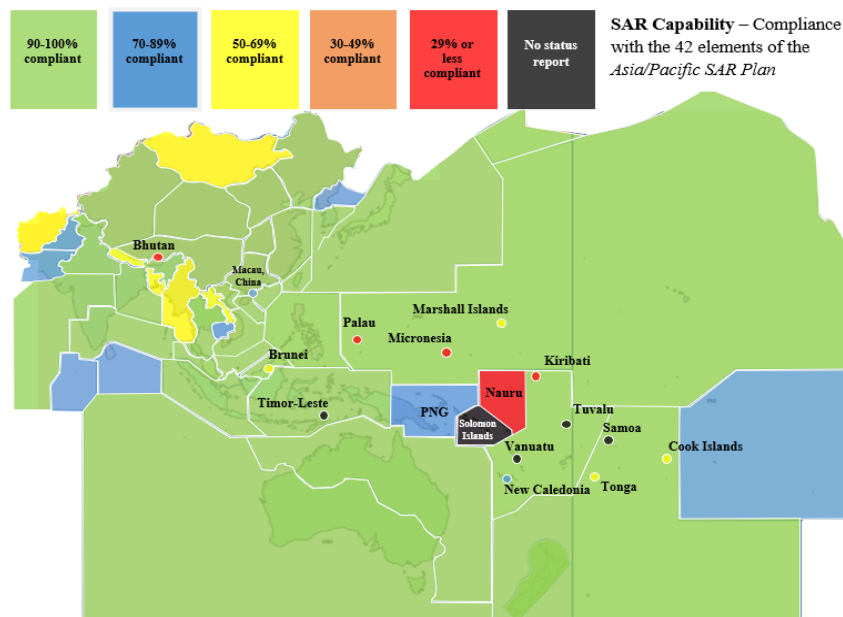 90-100%
compliant
70-89%
compliant
50-69%
compliant
30-49%
compliant
29% or
less
compliant
No status
report
SAR Capability – Compliance
with the 42 elements of the
Asia/Pacific SAR Plan
Bhutan
Macau,
China
Marshall Islands
Palau
Micronesia
Brunei
Kiribati
Nauru
Timor-Leste
PNG
Solomon
Islands
Tuvalu
Samoa
Vanuatu
Cook Islands
New Caledonia
Tonga